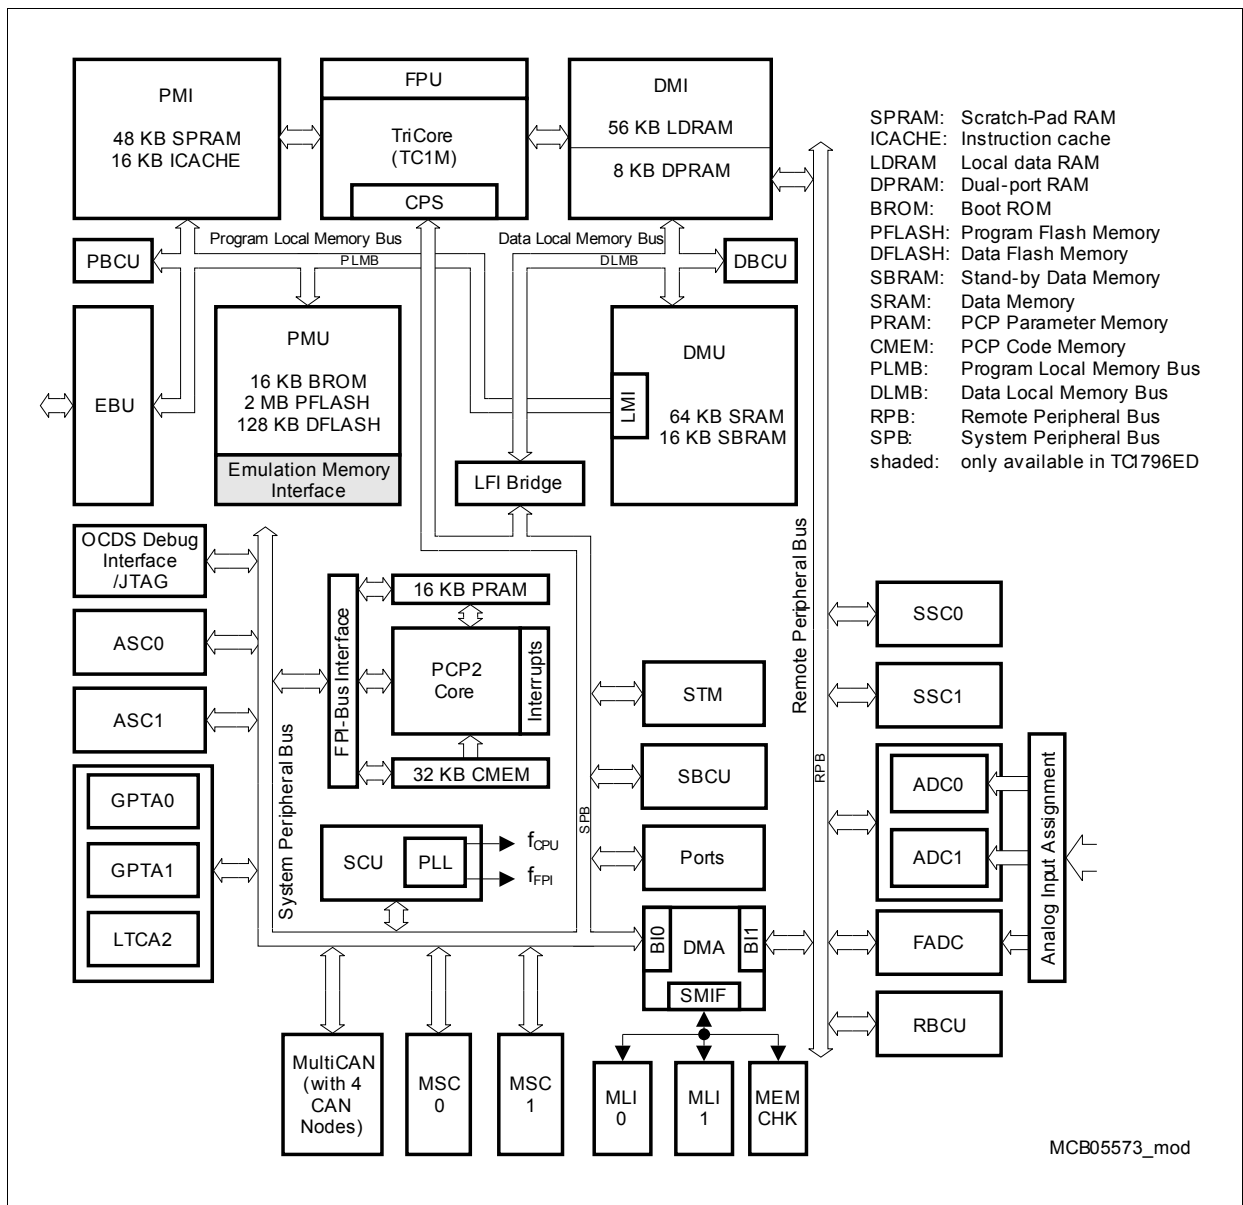 PMI
48 KB SPRAM
16 KB ICACHE
FPU
TriCore
(TC1M)
CPS
DMI
56 KB LDRAM
8 KB DPRAM
SPRAM: Scratch-Pad RAM
ICACHE: Instruction cache
LDRAM Local data RAM
DPRAM: Dual-port RAM
BROM: Boot ROM
PFLASH: Program Flash Memory
DFLASH: Data Flash Memory
SBRAM: Stand-by Data Memory
SRAM: Data Memory
PRAM: PCP Parameter Memory
CMEM: PCP Code Memory
PLMB: Program Local Memory Bus
DLMB: Data Local Memory Bus
RPB: Remote Peripheral Bus
SPB: System Peripheral Bus
shaded: only available in TC1796ED
PBCU
Program Local Memory Bus
PLMB
Data Local Memory Bus
DLMB
DBCU
EBU
PMU
16 KB BROM
2 MB PFLASH
128 KB DFLASH
Emulation Memory
Interface
DMU
LMI
64 KB SRAM
16 KB SBRAM
LFI Bridge
OCDS Debug
Interface
/JTAG
ASC0
ASC1
GPTA0
GPTA1
LTCA2
System Peripheral Bus
FPI-Bus Interface
16 KB PRAM
PCP2
Core
Interrupts
32 KB CMEM
SCU
PLL
fCPU
fFPI
SPB
STM
SBCU
Ports
BI0
DMA
BI1
SMIF
Remote Peripheral Bus
RPB
SSC0
SSC1
ADC0
ADC1
FADC
RBCU
Analog Input Assignment
MultiCAN
(with 4
CAN
Nodes)
MSC
0
MSC
1
MLI
0
MLI
1
MEM
CHK
MCB05573_mod